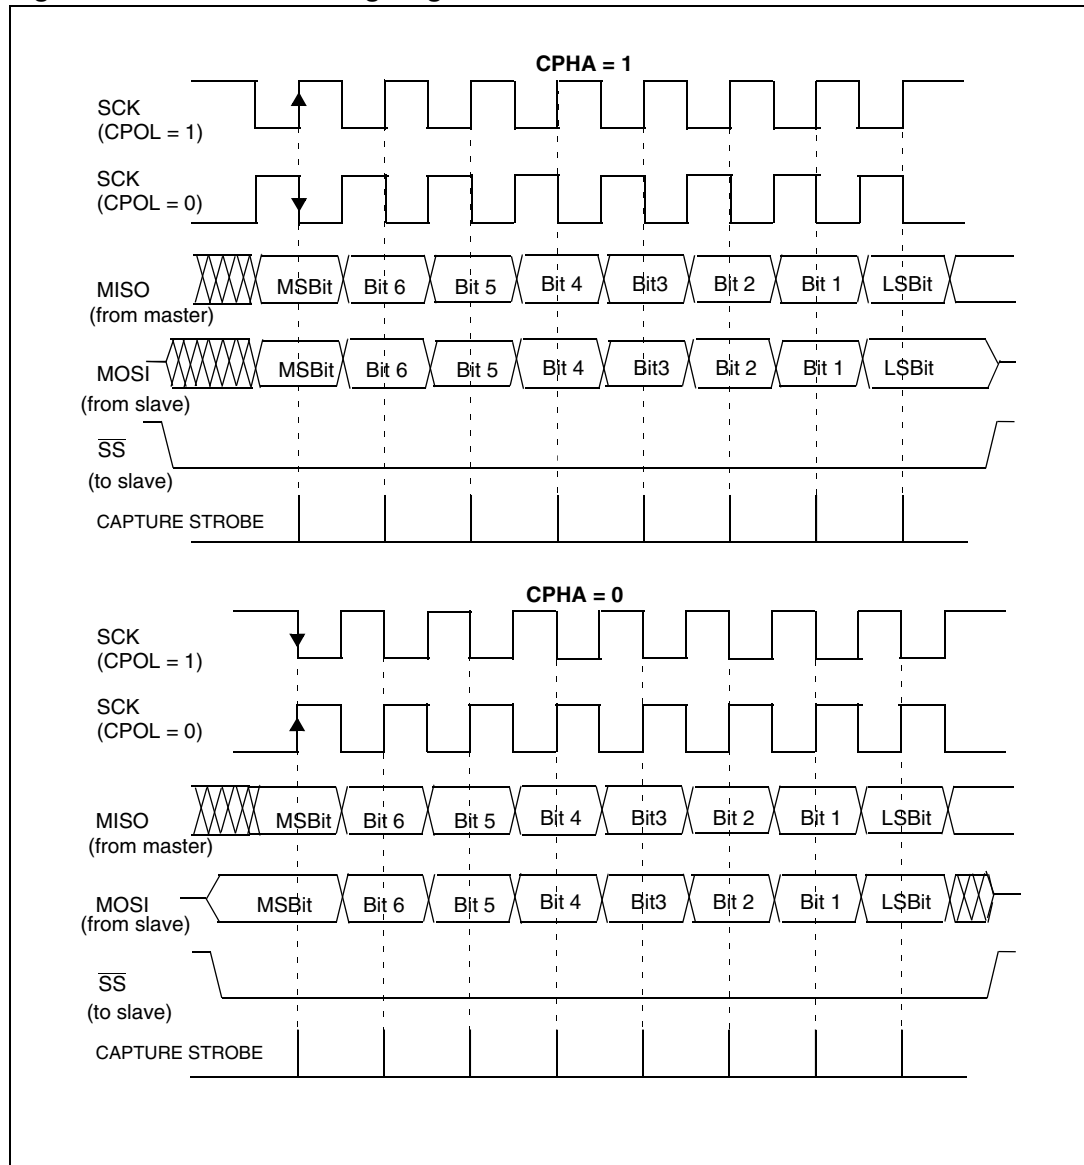 CPHA = 1
SCK
(CPOL = 1)
SCK
(CPOL = 0)
MISO
(from master)
MSBit Bit 6 Bit 5 Bit 4 Bit3 Bit 2 Bit 1 LSBit
MOSI
(from slave)
MSBit Bit 6 Bit 5 Bit 4 Bit3 Bit 2 Bit 1 LSBit
SS
(to slave)
CAPTURE STROBE
CPHA = 0
SCK
(CPOL = 1)
SCK
(CPOL = 0)
MISO
(from master)
MSBit Bit 6 Bit 5 Bit 4 Bit3 Bit 2 Bit 1 LSBit
MOSI
(from slave)
MSBit Bit 6 Bit 5 Bit 4 Bit3 Bit 2 Bit 1 LSBit
SS
(to slave)
CAPTURE STROBE